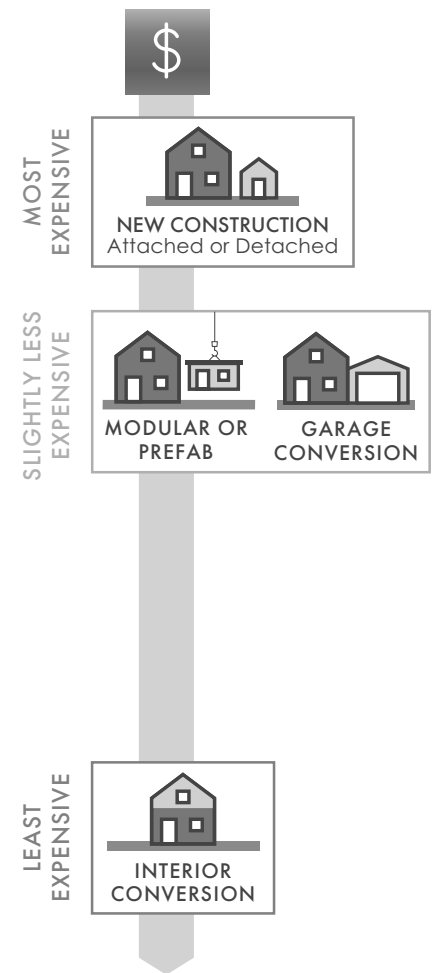 $
MOST
EXPENSIVE
NEW CONSTRUCTION
Attached or Detached
SLIGHTLY LESS
EXPENSIVE
MODULAR OR
PREFAB
GARAGE
CONVERSION
LEAST
EXPENSIVE
INTERIOR
CONVERSION